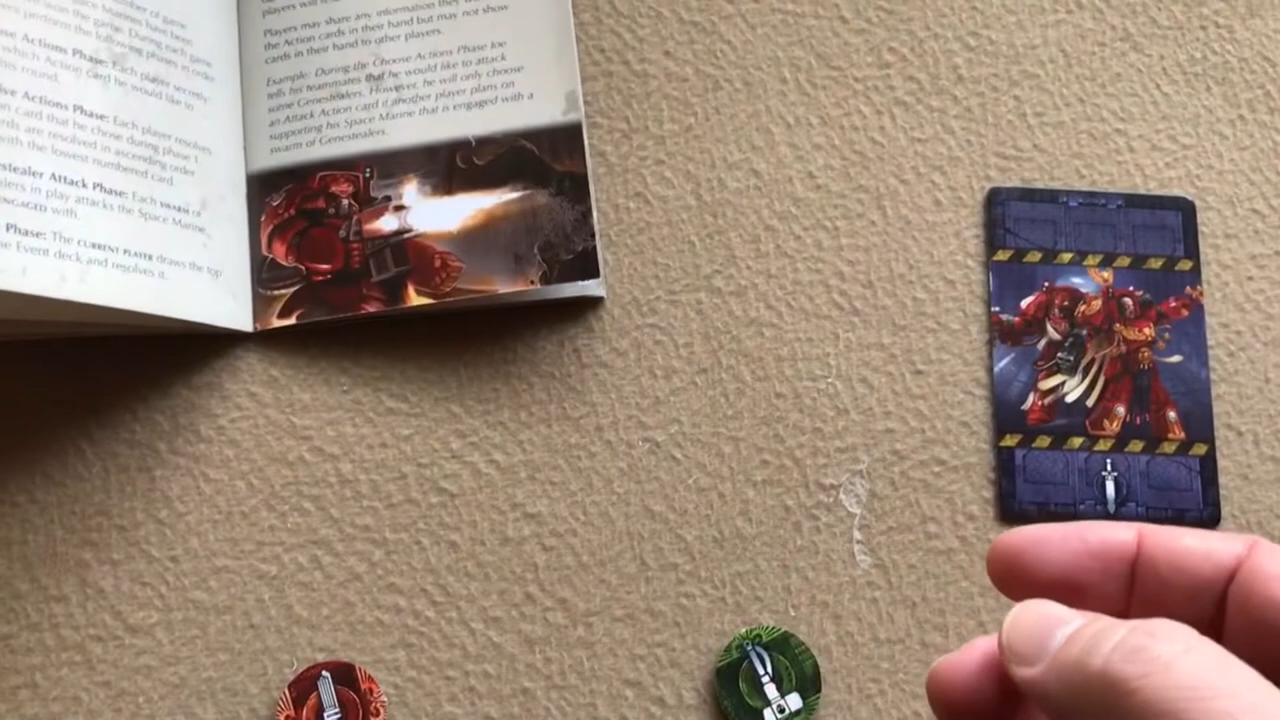 number of game
Space Marines have been
won the game. During each game
perform the following phases in order
Actions Phase: Each player secretly
which Action card he would like to
his round.
Actions Phase: Each player resolves
card that he chose during phase 1
are resolved in ascending order
with the lowest numbered card.
Attack Phase: Each SWARM OF
in play attacks the Space Marine
ENGAGED with.
Phase: The CURRENT PLAYER draws the top
Event deck and resolves it.
players will
Players may share any information they
the Action cards in their hand but may not show
cards in their hand to other players.
Example: During the Choose Actions Phase Joe
tells his teammates that he would like to attack
some Genestealers. However, he will only choose
an Attack Action card if another player plans on
supporting his Space Marine that is engaged with a
swarm of Genestealers.